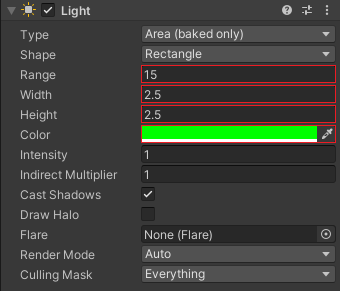 Light
Type Area (baked only)
Shape Rectangle
Range 15
Width 2.5
Height 2.5
Color
Intensity 1
Indirect Multiplier 1
Cast Shadows
Draw Halo
Flare None (Flare)
Render Mode Auto
Culling Mask Everything